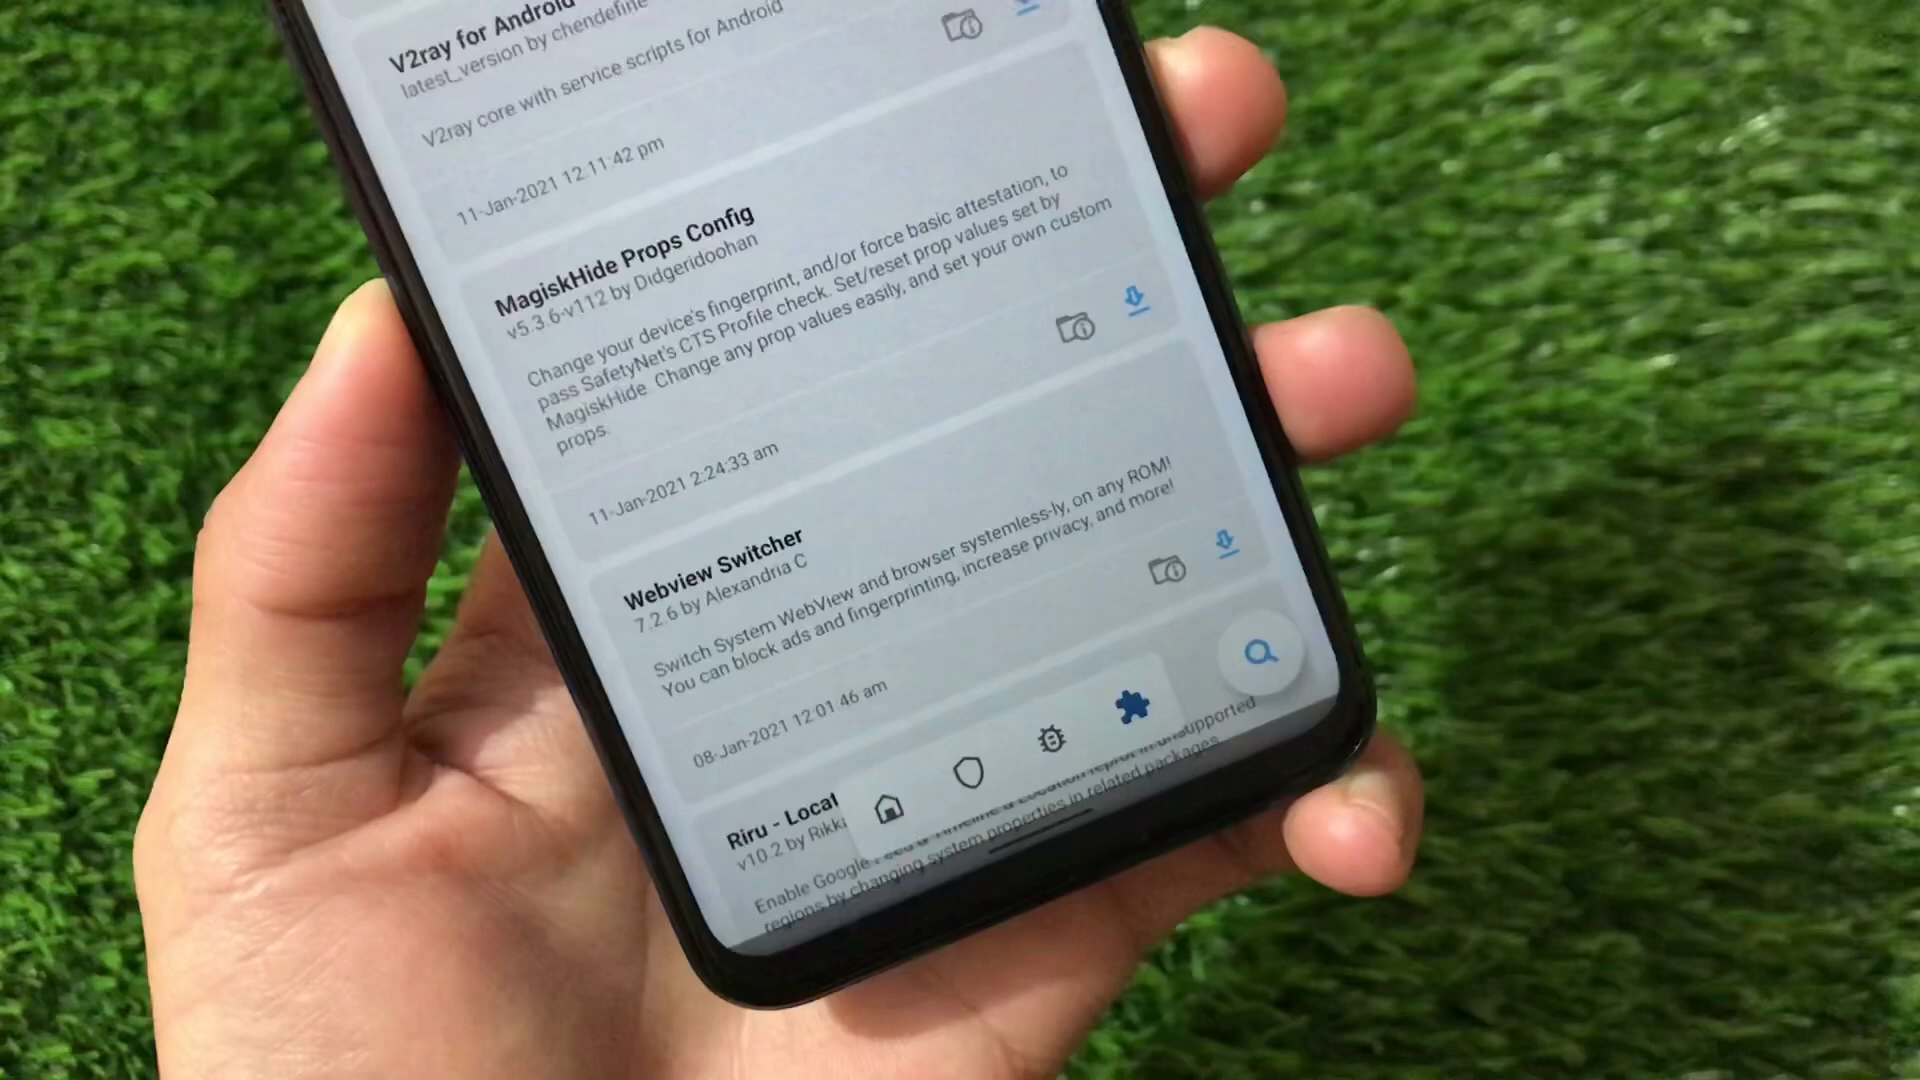 V2ray for Android
latest_version by chendefine
V2ray core with service scripts for Android
11-Jan-2021 12:11:42 pm
MagiskHide Props Config
v5.3.6-v112 by Didgeridoohan
Change your device's fingerprint, and/or force basic attestation, to
pass SafetyNet's CTS Profile check. Set/reset prop values set by
MagiskHide. Change any prop values easily, and set your own custom
props.
11-Jan-2021 2:24:33 am
Webview Switcher
7.2.6 by Alexandria C
Switch System WebView and browser systemless-ly, on any ROM!
You can block ads and fingerprinting, increase privacy, and more!
08-Jan-2021 12:01:46 am
Riru - Locat
v10.2 by Rikk
Enable Google Feed & Timeline & Location in unsupported
regions by changing system properties in related packages